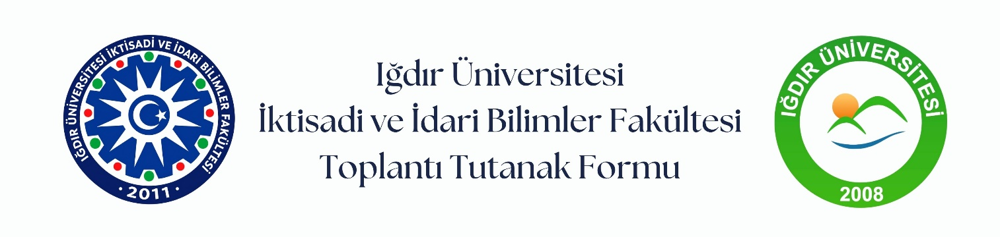 IĞDIR ÜNİVERSİTESİ İKTİSADİ VE İDARİ BİLİMLER FAKÜLTESİ
· 2011 ·
Iğdır Üniversitesi
İktisadi ve İdari Bilimler Fakültesi
Toplantı Tutanak Formu
IĞDIR ÜNİVERSİTESİ
2008